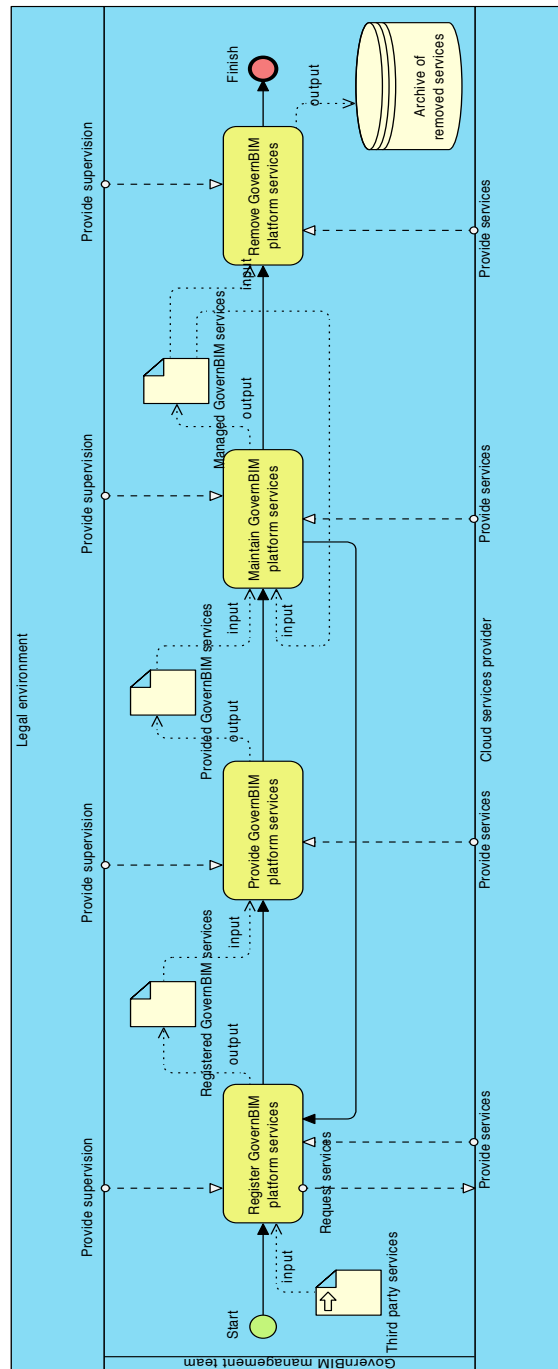 Legal environment
Provide supervision
Provide supervision
Provide supervision
Provide supervision
GovernBIM management team
Registered GovernBIM services
Provided GovernBIM services
Managed GovernBIM services
output
input
output
input
output
input
Start
Finish
Register GovernBIM
platform services
Provide GovernBIM
platform services
Maintain GovernBIM
platform services
Remove GovernBIM
platform services
input
input
output
Request services
Third party services
Archive of
removed services
Provide services
Provide services
Provide services
Provide services
Cloud services provider